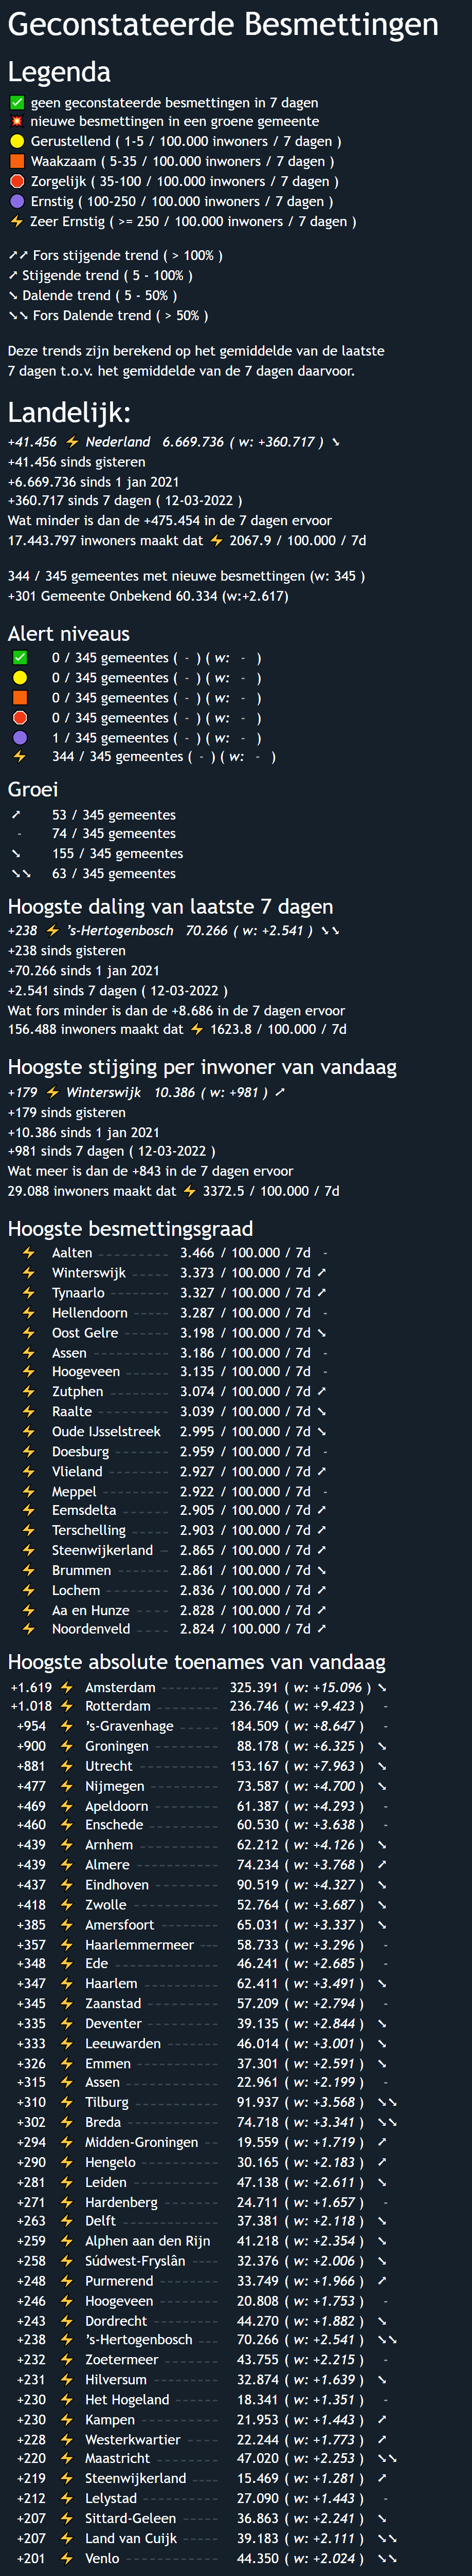 Geconstateerde Besmettingen
Legenda
✅ geen geconstateerde besmettingen in 7 dagen
💥 nieuwe besmettingen in een groene gemeente
🟡 Gerustellend ( 1-5 / 100.000 inwoners / 7 dagen )
🟧 Waakzaam ( 5-35 / 100.000 inwoners / 7 dagen )
🛑 Zorgelijk ( 35-100 / 100.000 inwoners / 7 dagen )
🟣 Ernstig ( 100-250 / 100.000 inwoners / 7 dagen )
⚡ Zeer Ernstig ( >= 250 / 100.000 inwoners / 7 dagen )
➚➚ Fors stijgende trend ( > 100% )
➚ Stijgende trend ( 5 - 100% )
➘ Dalende trend ( 5 - 50% )
➘➘ Fors Dalende trend ( > 50% )
Deze trends zijn berekend op het gemiddelde van de laatste
7 dagen t.o.v. het gemiddelde van de 7 dagen daarvoor.
Landelijk:
+41.456 ⚡ Nederland 6.669.736 ( w: +360.717 ) ➘
+41.456 sinds gisteren
+6.669.736 sinds 1 jan 2021
+360.717 sinds 7 dagen ( 12-03-2022 )
Wat minder is dan de +475.454 in de 7 dagen ervoor
17.443.797 inwoners maakt dat ⚡ 2067.9 / 100.000 / 7d
344 / 345 gemeentes met nieuwe besmettingen (w: 345 )
+301 Gemeente Onbekend 60.334 (w:+2.617)
Alert niveaus
✅ 0 / 345 gemeentes ( - ) ( w: - )
🟡 0 / 345 gemeentes ( - ) ( w: - )
🟧 0 / 345 gemeentes ( - ) ( w: - )
🛑 0 / 345 gemeentes ( - ) ( w: - )
🟣 1 / 345 gemeentes ( - ) ( w: - )
⚡ 344 / 345 gemeentes ( - ) ( w: - )
Groei
➚ 53 / 345 gemeentes
- 74 / 345 gemeentes
➘ 155 / 345 gemeentes
➘➘ 63 / 345 gemeentes
Hoogste daling van laatste 7 dagen
+238 ⚡ ’s-Hertogenbosch 70.266 ( w: +2.541 ) ➘➘
+238 sinds gisteren
+70.266 sinds 1 jan 2021
+2.541 sinds 7 dagen ( 12-03-2022 )
Wat fors minder is dan de +8.686 in de 7 dagen ervoor
156.488 inwoners maakt dat ⚡ 1623.8 / 100.000 / 7d
Hoogste stijging per inwoner van vandaag
+179 ⚡ Winterswijk 10.386 ( w: +981 ) ➚
+179 sinds gisteren
+10.386 sinds 1 jan 2021
+981 sinds 7 dagen ( 12-03-2022 )
Wat meer is dan de +843 in de 7 dagen ervoor
29.088 inwoners maakt dat ⚡ 3372.5 / 100.000 / 7d
Hoogste besmettingsgraad
⚡ Aalten 3.466 / 100.000 / 7d -
⚡ Winterswijk 3.373 / 100.000 / 7d ➚
⚡ Tynaarlo 3.327 / 100.000 / 7d ➚
⚡ Hellendoorn 3.287 / 100.000 / 7d -
⚡ Oost Gelre 3.198 / 100.000 / 7d ➘
⚡ Assen 3.186 / 100.000 / 7d -
⚡ Hoogeveen 3.135 / 100.000 / 7d -
⚡ Zutphen 3.074 / 100.000 / 7d ➚
⚡ Raalte 3.039 / 100.000 / 7d ➘
⚡ Oude IJsselstreek 2.995 / 100.000 / 7d ➘
⚡ Doesburg 2.959 / 100.000 / 7d -
⚡ Vlieland 2.927 / 100.000 / 7d ➚
⚡ Meppel 2.922 / 100.000 / 7d -
⚡ Eemsdelta 2.905 / 100.000 / 7d ➚
⚡ Terschelling 2.903 / 100.000 / 7d ➚
⚡ Steenwijkerland 2.865 / 100.000 / 7d ➚
⚡ Brummen 2.861 / 100.000 / 7d ➘
⚡ Lochem 2.836 / 100.000 / 7d ➚
⚡ Aa en Hunze 2.828 / 100.000 / 7d ➚
⚡ Noordenveld 2.824 / 100.000 / 7d ➚
Hoogste absolute toenames van vandaag
+1.619 ⚡ Amsterdam 325.391 ( w: +15.096 ) ➘
+1.018 ⚡ Rotterdam 236.746 ( w: +9.423 ) -
+954 ⚡ ’s-Gravenhage 184.509 ( w: +8.647 ) -
+900 ⚡ Groningen 88.178 ( w: +6.325 ) ➘
+881 ⚡ Utrecht 153.167 ( w: +7.963 ) ➘
+477 ⚡ Nijmegen 73.587 ( w: +4.700 ) ➘
+469 ⚡ Apeldoorn 61.387 ( w: +4.293 ) -
+460 ⚡ Enschede 60.530 ( w: +3.638 ) -
+439 ⚡ Arnhem 62.212 ( w: +4.126 ) ➘
+439 ⚡ Almere 74.234 ( w: +3.768 ) ➚
+437 ⚡ Eindhoven 90.519 ( w: +4.327 ) ➘
+418 ⚡ Zwolle 52.764 ( w: +3.687 ) ➘
+385 ⚡ Amersfoort 65.031 ( w: +3.337 ) ➘
+357 ⚡ Haarlemmermeer 58.733 ( w: +3.296 ) -
+348 ⚡ Ede 46.241 ( w: +2.685 ) -
+347 ⚡ Haarlem 62.411 ( w: +3.491 ) ➘
+345 ⚡ Zaanstad 57.209 ( w: +2.794 ) -
+335 ⚡ Deventer 39.135 ( w: +2.844 ) ➘
+333 ⚡ Leeuwarden 46.014 ( w: +3.001 ) ➘
+326 ⚡ Emmen 37.301 ( w: +2.591 ) ➘
+315 ⚡ Assen 22.961 ( w: +2.199 ) -
+310 ⚡ Tilburg 91.937 ( w: +3.568 ) ➘➘
+302 ⚡ Breda 74.718 ( w: +3.341 ) ➘➘
+294 ⚡ Midden-Groningen 19.559 ( w: +1.719 ) ➚
+290 ⚡ Hengelo 30.165 ( w: +2.183 ) ➚
+281 ⚡ Leiden 47.138 ( w: +2.611 ) ➘
+271 ⚡ Hardenberg 24.711 ( w: +1.657 ) -
+263 ⚡ Delft 37.381 ( w: +2.118 ) ➘
+259 ⚡ Alphen aan den Rijn 41.218 ( w: +2.354 ) ➘
+258 ⚡ Súdwest-Fryslân 32.376 ( w: +2.006 ) ➘
+248 ⚡ Purmerend 33.749 ( w: +1.966 ) ➚
+246 ⚡ Hoogeveen 20.808 ( w: +1.753 ) -
+243 ⚡ Dordrecht 44.270 ( w: +1.882 ) ➘
+238 ⚡ ’s-Hertogenbosch 70.266 ( w: +2.541 ) ➘➘
+232 ⚡ Zoetermeer 43.755 ( w: +2.215 ) -
+231 ⚡ Hilversum 32.874 ( w: +1.639 ) ➘
+230 ⚡ Het Hogeland 18.341 ( w: +1.351 ) -
+230 ⚡ Kampen 21.953 ( w: +1.443 ) ➚
+228 ⚡ Westerkwartier 22.244 ( w: +1.773 ) ➚
+220 ⚡ Maastricht 47.020 ( w: +2.253 ) ➘➘
+219 ⚡ Steenwijkerland 15.469 ( w: +1.281 ) ➚
+212 ⚡ Lelystad 27.090 ( w: +1.443 ) -
+207 ⚡ Sittard-Geleen 36.863 ( w: +2.241 ) ➘
+207 ⚡ Land van Cuijk 39.183 ( w: +2.111 ) ➘➘
+201 ⚡ Venlo 44.350 ( w: +2.024 ) ➘➘